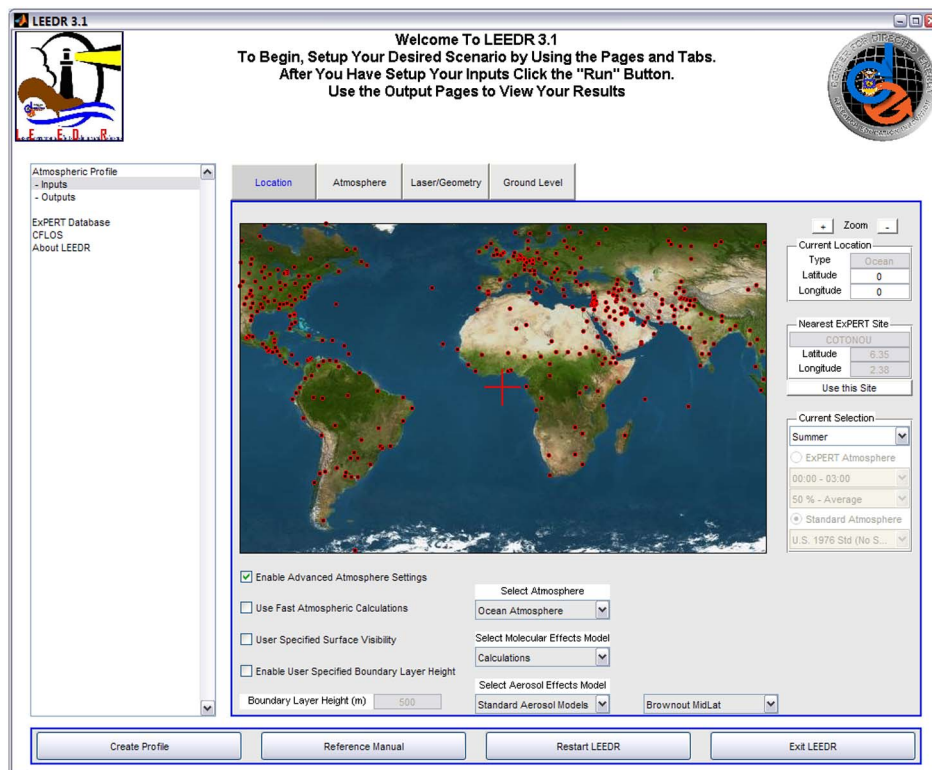 LEEDR 3.1
Welcome To LEEDR 3.1
To Begin, Setup Your Desired Scenario by Using the Pages and Tabs.
After You Have Setup Your Inputs Click the "Run" Button.
Use the Output Pages to View Your Results
L E E D R
CENTER FOR DIRECTED ENERGY
Atmospheric Profile
- Inputs
- Outputs
ExPERT Database
CFLOS
About LEEDR
Location
Atmosphere
Laser/Geometry
Ground Level
+ Zoom -
Current Location
Type Ocean
Latitude 0
Longitude 0
Nearest ExPERT Site
COTONOU
Latitude 6.35
Longitude 2.38
Use this Site
Current Selection
Summer
ExPERT Atmosphere
00:00 - 03:00
50 % - Average
Standard Atmosphere
U.S. 1976 Std (No S...
Enable Advanced Atmosphere Settings
Use Fast Atmospheric Calculations
User Specified Surface Visibility
Enable User Specified Boundary Layer Height
Boundary Layer Height (m) 500
Select Atmosphere
Ocean Atmosphere
Select Molecular Effects Model
Calculations
Select Aerosol Effects Model
Standard Aerosol Models
Brownout MidLat
Create Profile
Reference Manual
Restart LEEDR
Exit LEEDR